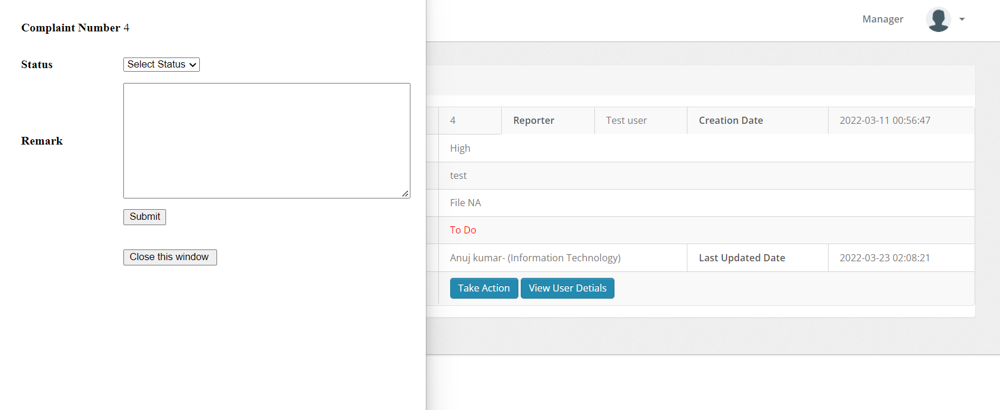 Complaint Number 4
Status
Select Status
Remark
Submit
Close this window
Manager
4 Reporter Test user Creation Date 2022-03-11 00:56:47
High
test
File NA
To Do
Anuj kumar- (Information Technology) Last Updated Date 2022-03-23 02:08:21
Take Action View User Detials